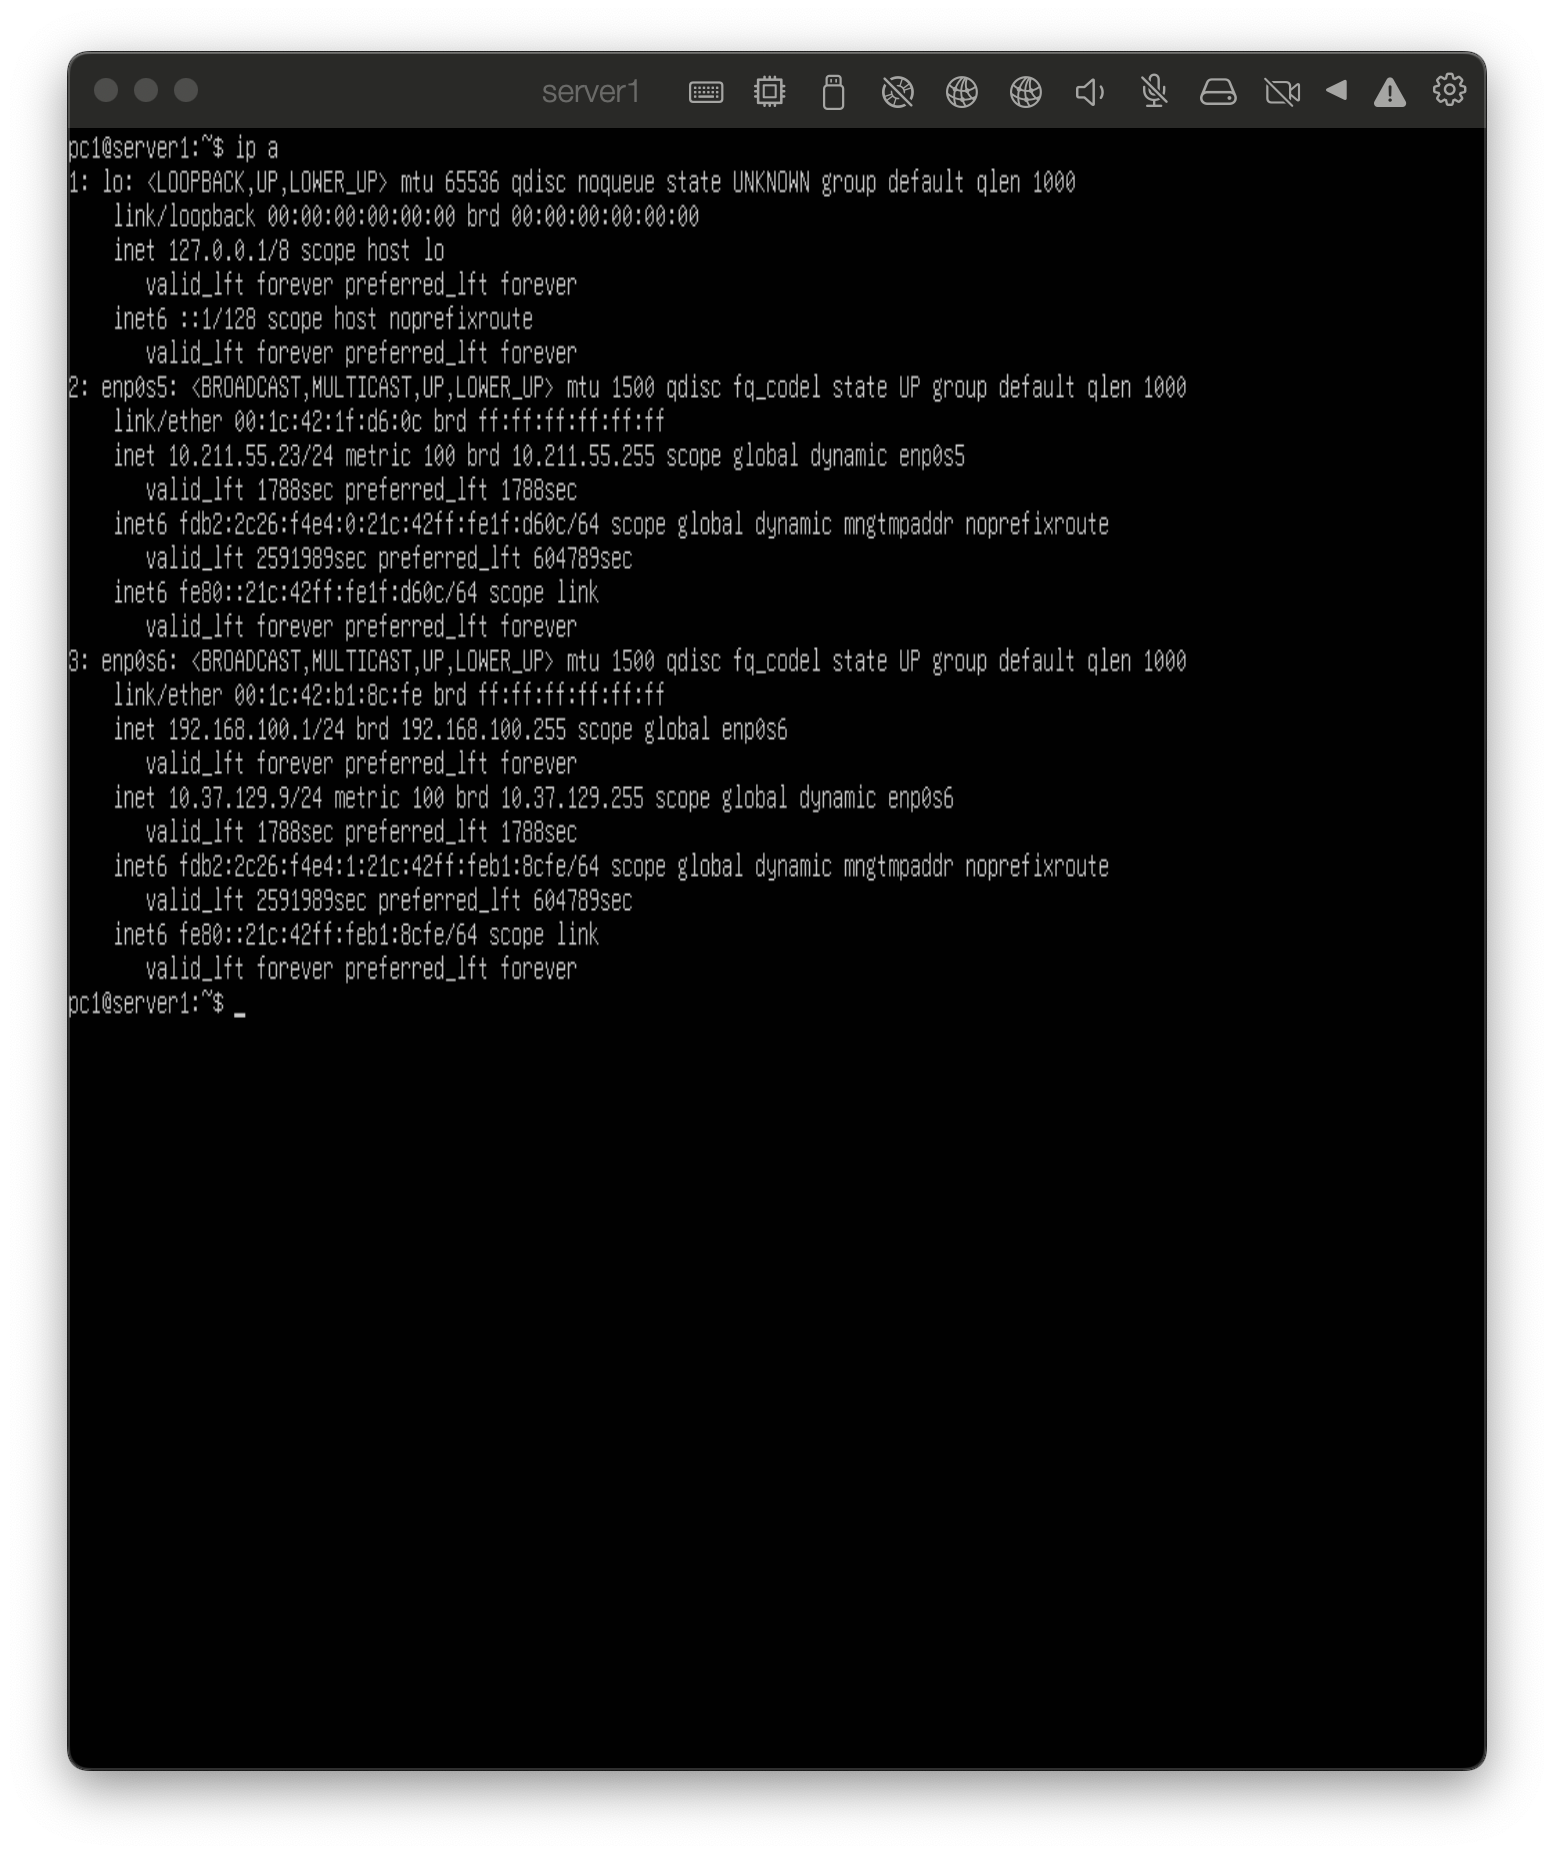 server1
pc1@server1:~$ ip a
1: lo: <LOOPBACK,UP,LOWER_UP> mtu 65536 qdisc noqueue state UNKNOWN group default qlen 1000
    link/loopback 00:00:00:00:00:00 brd 00:00:00:00:00:00
    inet 127.0.0.1/8 scope host lo
       valid_lft forever preferred_lft forever
    inet6 ::1/128 scope host noprefixroute
       valid_lft forever preferred_lft forever
2: enp0s5: <BROADCAST,MULTICAST,UP,LOWER_UP> mtu 1500 qdisc fq_codel state UP group default qlen 1000
    link/ether 00:1c:42:1f:d6:0c brd ff:ff:ff:ff:ff:ff
    inet 10.211.55.23/24 metric 100 brd 10.211.55.255 scope global dynamic enp0s5
       valid_lft 1788sec preferred_lft 1788sec
    inet6 fdb2:2c26:f4e4:0:21c:42ff:fe1f:d60c/64 scope global dynamic mngtmpaddr noprefixroute
       valid_lft 2591989sec preferred_lft 604789sec
    inet6 fe80::21c:42ff:fe1f:d60c/64 scope link
       valid_lft forever preferred_lft forever
3: enp0s6: <BROADCAST,MULTICAST,UP,LOWER_UP> mtu 1500 qdisc fq_codel state UP group default qlen 1000
    link/ether 00:1c:42:b1:8c:fe brd ff:ff:ff:ff:ff:ff
    inet 192.168.100.1/24 brd 192.168.100.255 scope global enp0s6
       valid_lft forever preferred_lft forever
    inet 10.37.129.9/24 metric 100 brd 10.37.129.255 scope global dynamic enp0s6
       valid_lft 1788sec preferred_lft 1788sec
    inet6 fdb2:2c26:f4e4:1:21c:42ff:feb1:8cfe/64 scope global dynamic mngtmpaddr noprefixroute
       valid_lft 2591989sec preferred_lft 604789sec
    inet6 fe80::21c:42ff:feb1:8cfe/64 scope link
       valid_lft forever preferred_lft forever
pc1@server1:~$ _